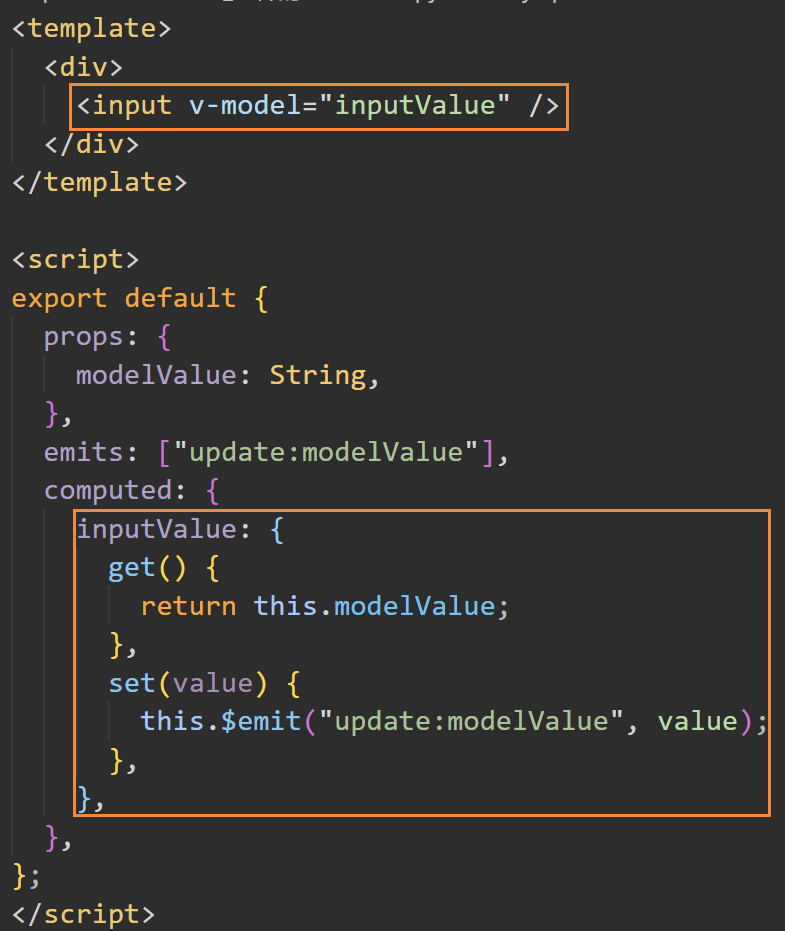 <template>
  <div>
    <input v-model="inputValue" />
  </div>
</template>

<script>
export default {
  props: {
    modelValue: String,
  },
  emits: ["update:modelValue"],
  computed: {
    inputValue: {
      get() {
        return this.modelValue;
      },
      set(value) {
        this.$emit("update:modelValue", value);
      },
    },
  },
};
</script>